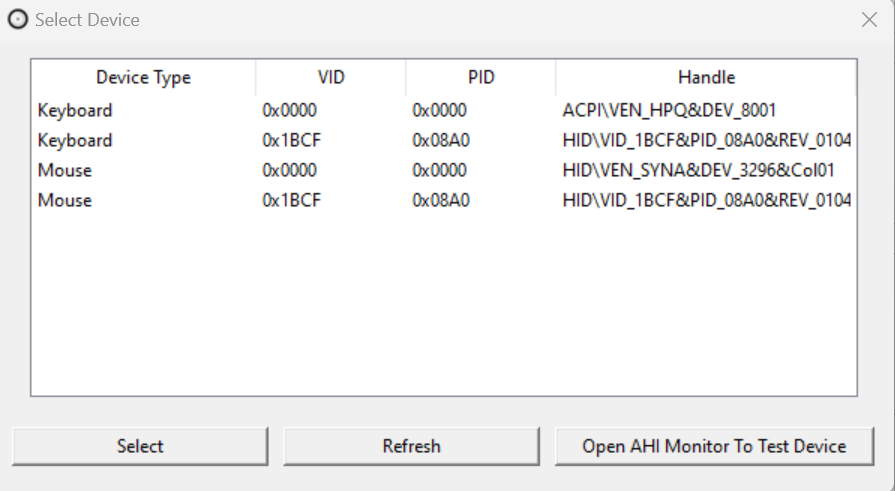 Select Device
Device Type VID PID Handle
Keyboard 0x0000 0x0000 ACPI\VEN_HPQ&DEV_8001
Keyboard 0x1BCF 0x08A0 HID\VID_1BCF&PID_08A0&REV_0104
Mouse 0x0000 0x0000 HID\VEN_SYNA&DEV_3296&Col01
Mouse 0x1BCF 0x08A0 HID\VID_1BCF&PID_08A0&REV_0104
Select Refresh Open AHI Monitor To Test Device